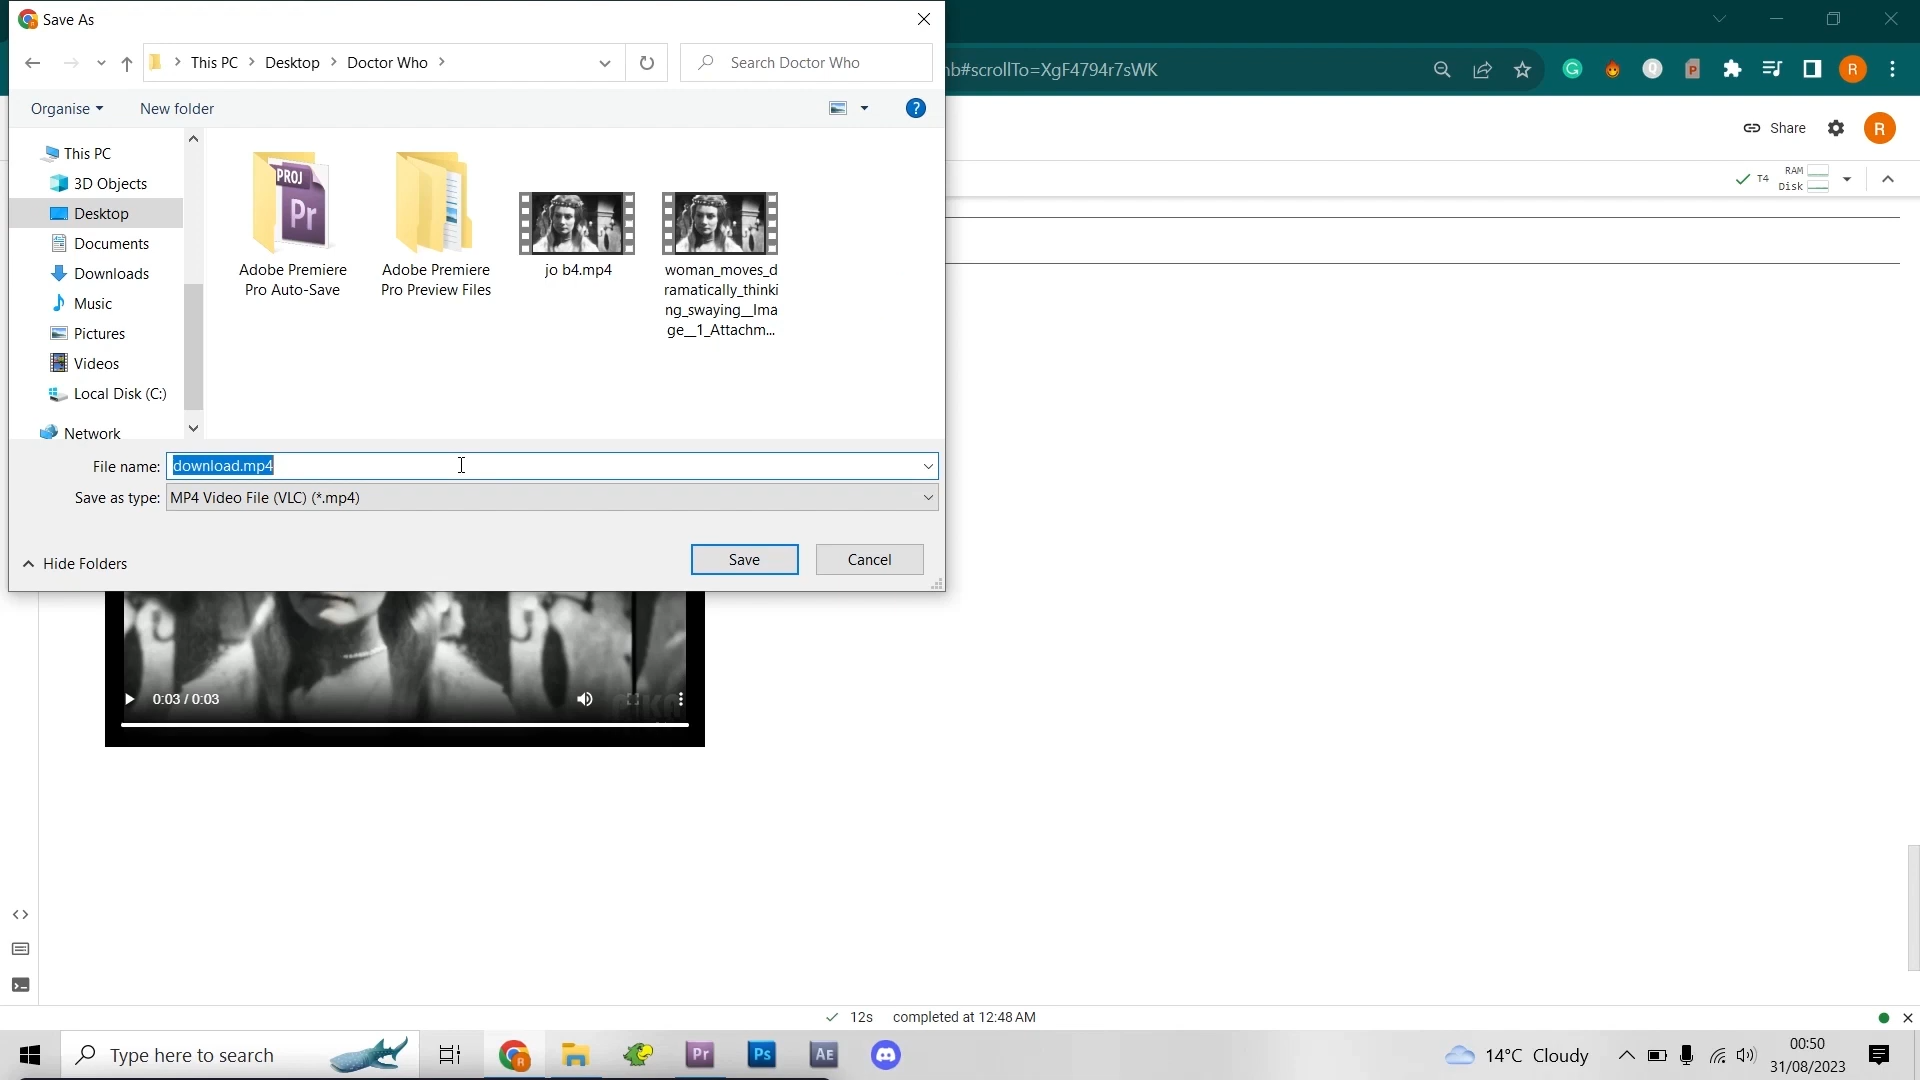 Save As
This PC > Desktop > Doctor Who >
Search Doctor Who
nb#scrollTo=XgF4794r7sWK
R
Organise
New folder
?
Share
R
This PC
3D Objects
Desktop
Documents
Downloads
Music
Pictures
Videos
Local Disk (C:)
Network
PROJ
Pr
Adobe Premiere
Pro Auto-Save
Adobe Premiere
Pro Preview Files
jo b4.mp4
woman_moves_d
ramatically_thinki
ng_swaying__Ima
ge__1_Attachm...
T4
RAM
Disk
File name: download.mp4
Save as type: MP4 Video File (VLC) (*.mp4)
Hide Folders
Save
Cancel
0:03 / 0:03
12s completed at 12:48 AM
Type here to search
Pr
Ps
AE
14°C Cloudy
00:50
31/08/2023